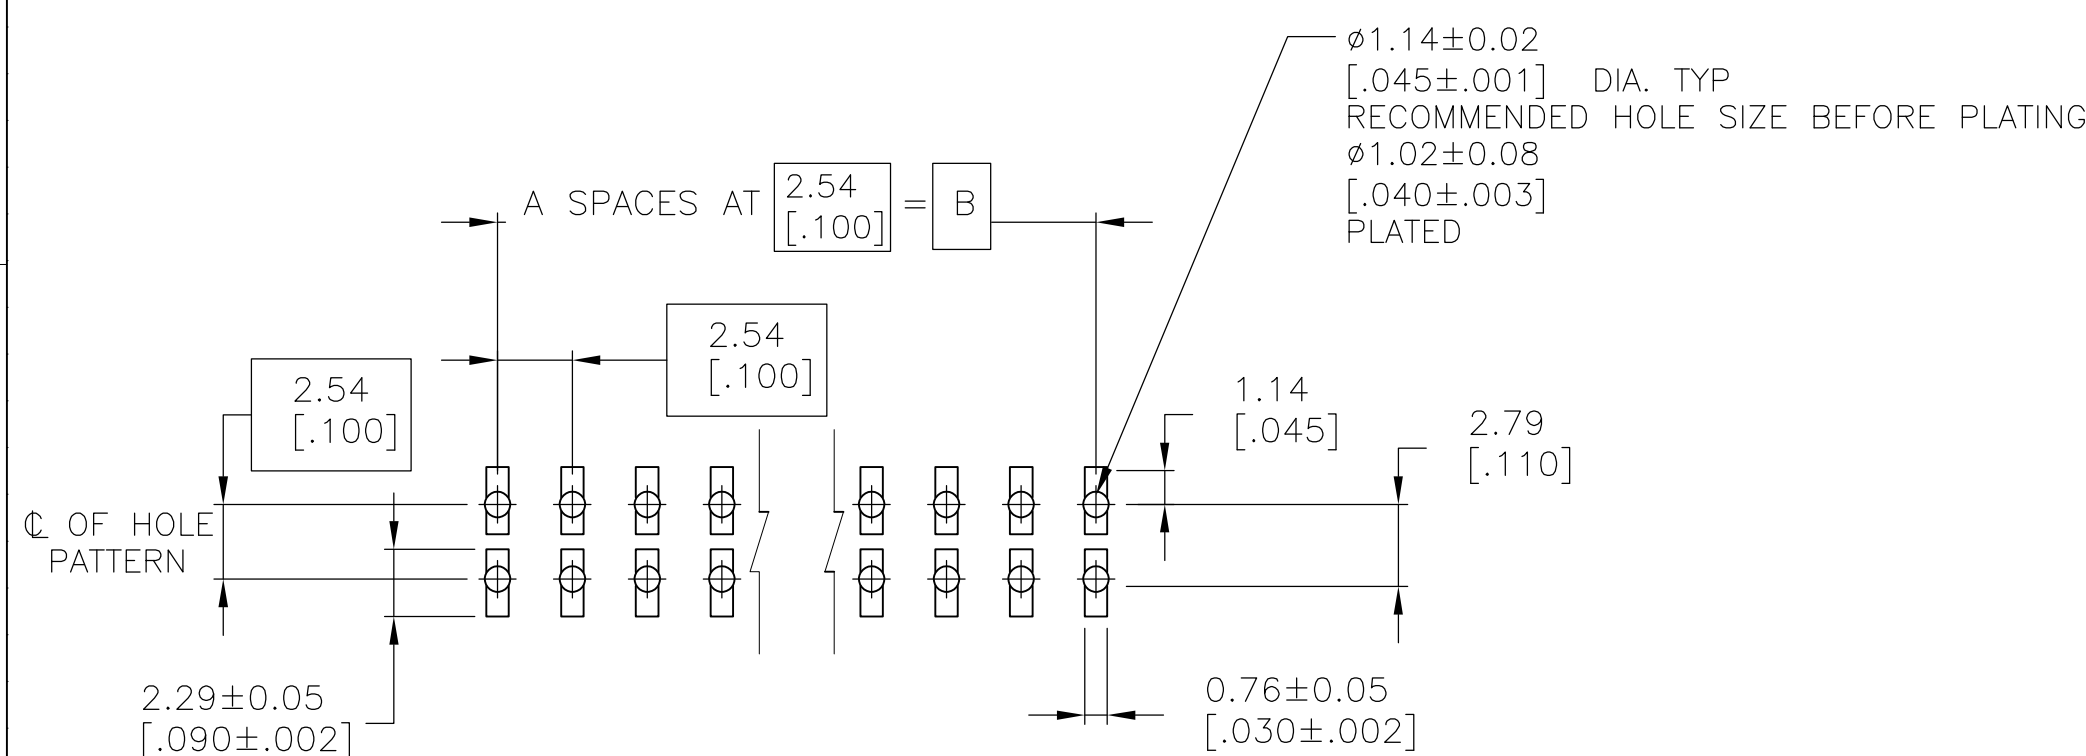 ⌀1.14±0.02
[.045±.001] DIA. TYP
RECOMMENDED HOLE SIZE BEFORE PLATING
⌀1.02±0.08
[.040±.003]
PLATED
A SPACES AT 2.54 [.100] = B
2.54
[.100]
2.54
[.100]
1.14
[.045]
2.79
[.110]
℄ OF HOLE
PATTERN
2.29±0.05
[.090±.002]
0.76±0.05
[.030±.002]